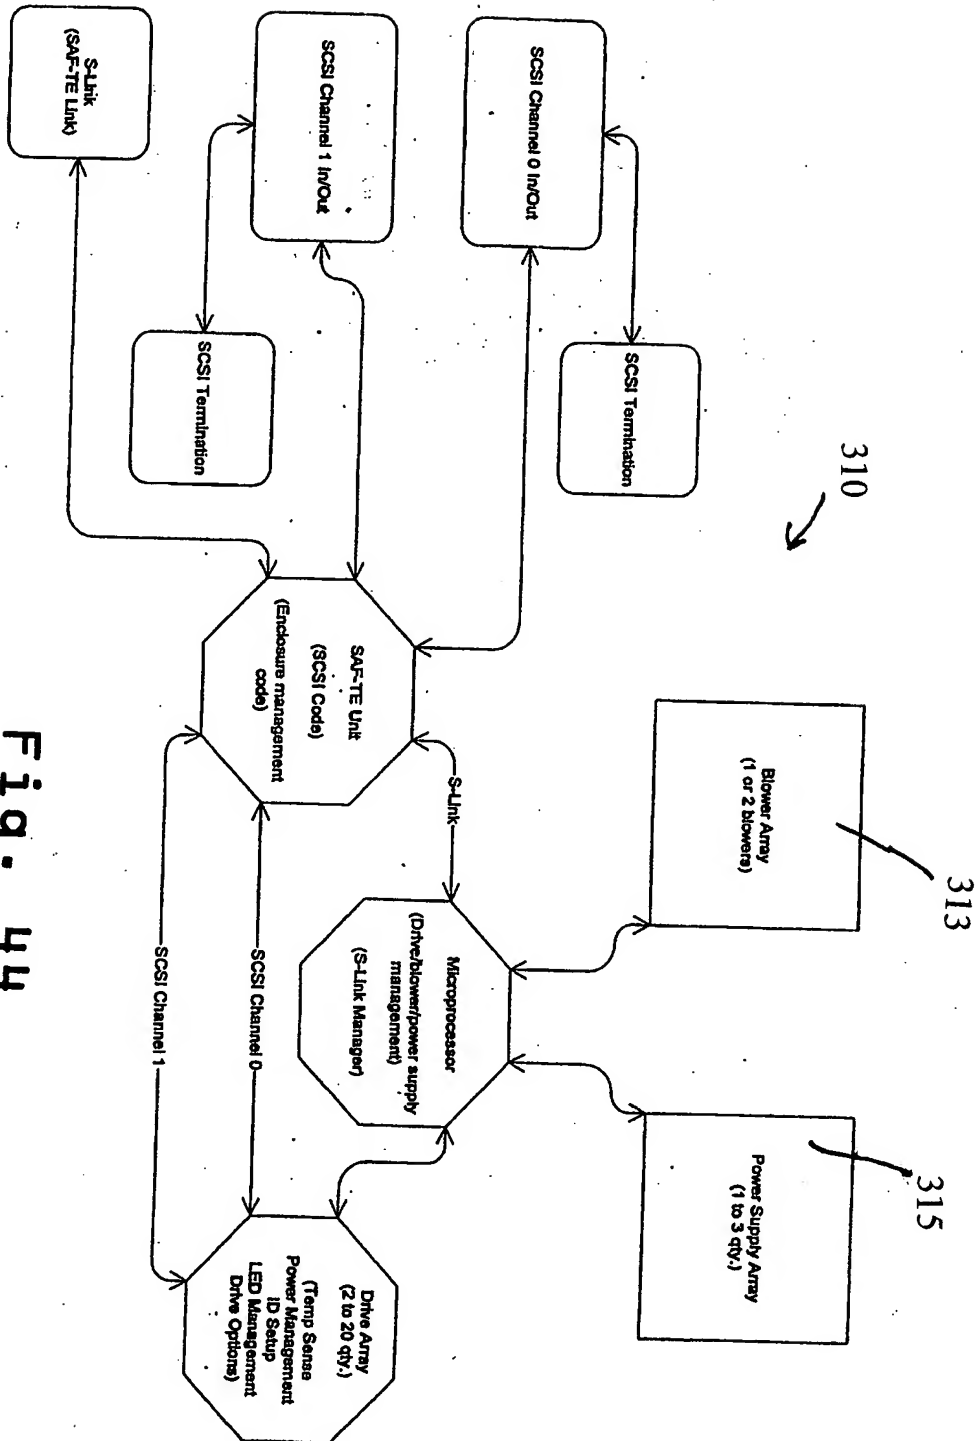 310
SCSI Termination
SCSI Channel 0 In/Out
SCSI Channel 1 In/Out
SCSI Termination
S-Link
(SAF-TE Link)
313
Blower Array
(1 or 2 blowers)
315
Power Supply Array
(1 to 3 qty.)
SAF-TE Unit
(SCSI Code)
(Enclosure management
code)
S-Link
Microprocessor
(Drive/blower/power supply
management)
(S-Link Manager)
SCSI Channel 0
SCSI Channel 1
Drive Array
(2 to 20 qty.)
(Temp Sense
Power Management
ID Setup
LED Management
Drive Options)
Fig. 44